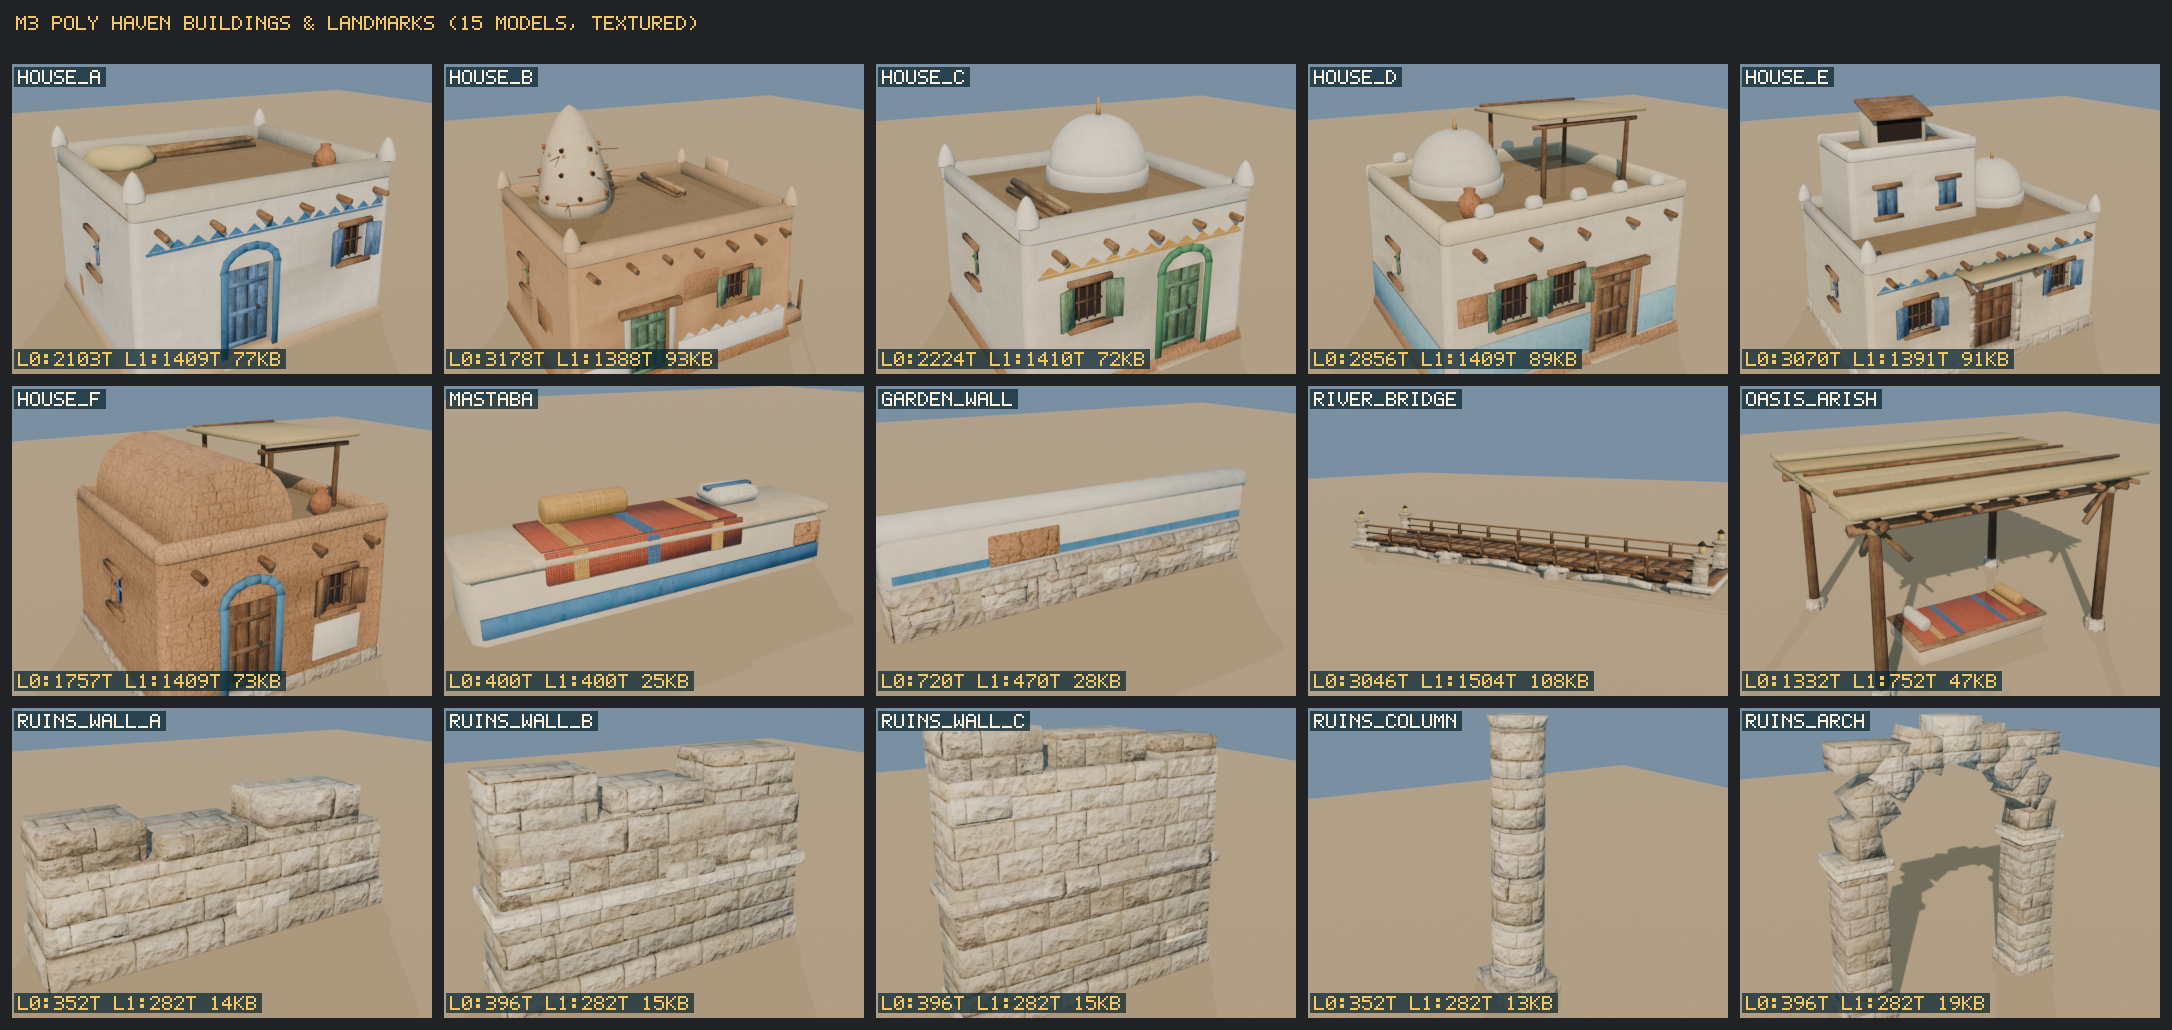 M3 POLY HAVEN BUILDINGS & LANDMARKS (15 MODELS, TEXTURED)
HOUSE_A
L0:2103T L1:1409T 77KB
HOUSE_B
L0:3178T L1:1388T 93KB
HOUSE_C
L0:2224T L1:1410T 72KB
HOUSE_D
L0:2856T L1:1409T 89KB
HOUSE_E
L0:3070T L1:1391T 91KB
HOUSE_F
L0:1757T L1:1409T 73KB
MASTABA
L0:400T L1:400T 25KB
GARDEN_WALL
L0:720T L1:470T 28KB
RIVER_BRIDGE
L0:3046T L1:1504T 108KB
OASIS_ARISH
L0:1332T L1:752T 47KB
RUINS_WALL_A
L0:352T L1:282T 14KB
RUINS_WALL_B
L0:396T L1:282T 15KB
RUINS_WALL_C
L0:396T L1:282T 15KB
RUINS_COLUMN
L0:352T L1:282T 13KB
RUINS_ARCH
L0:396T L1:282T 19KB